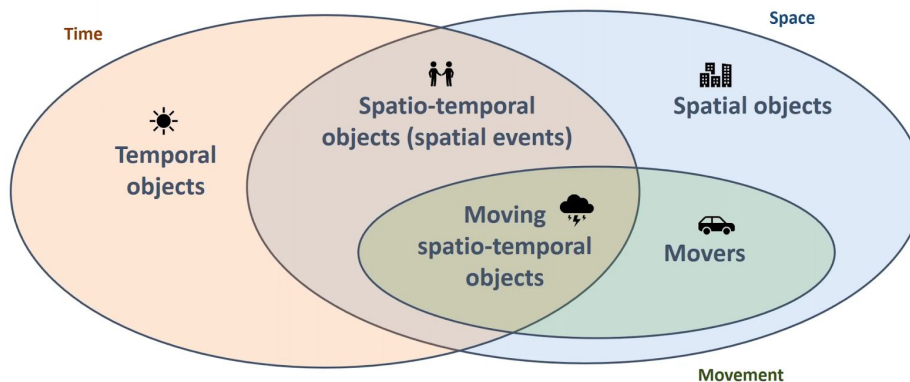 Time
Space
Spatio-temporal
objects (spatial events)
Spatial objects
Temporal
objects
Moving
spatio-temporal
objects
Movers
Movement